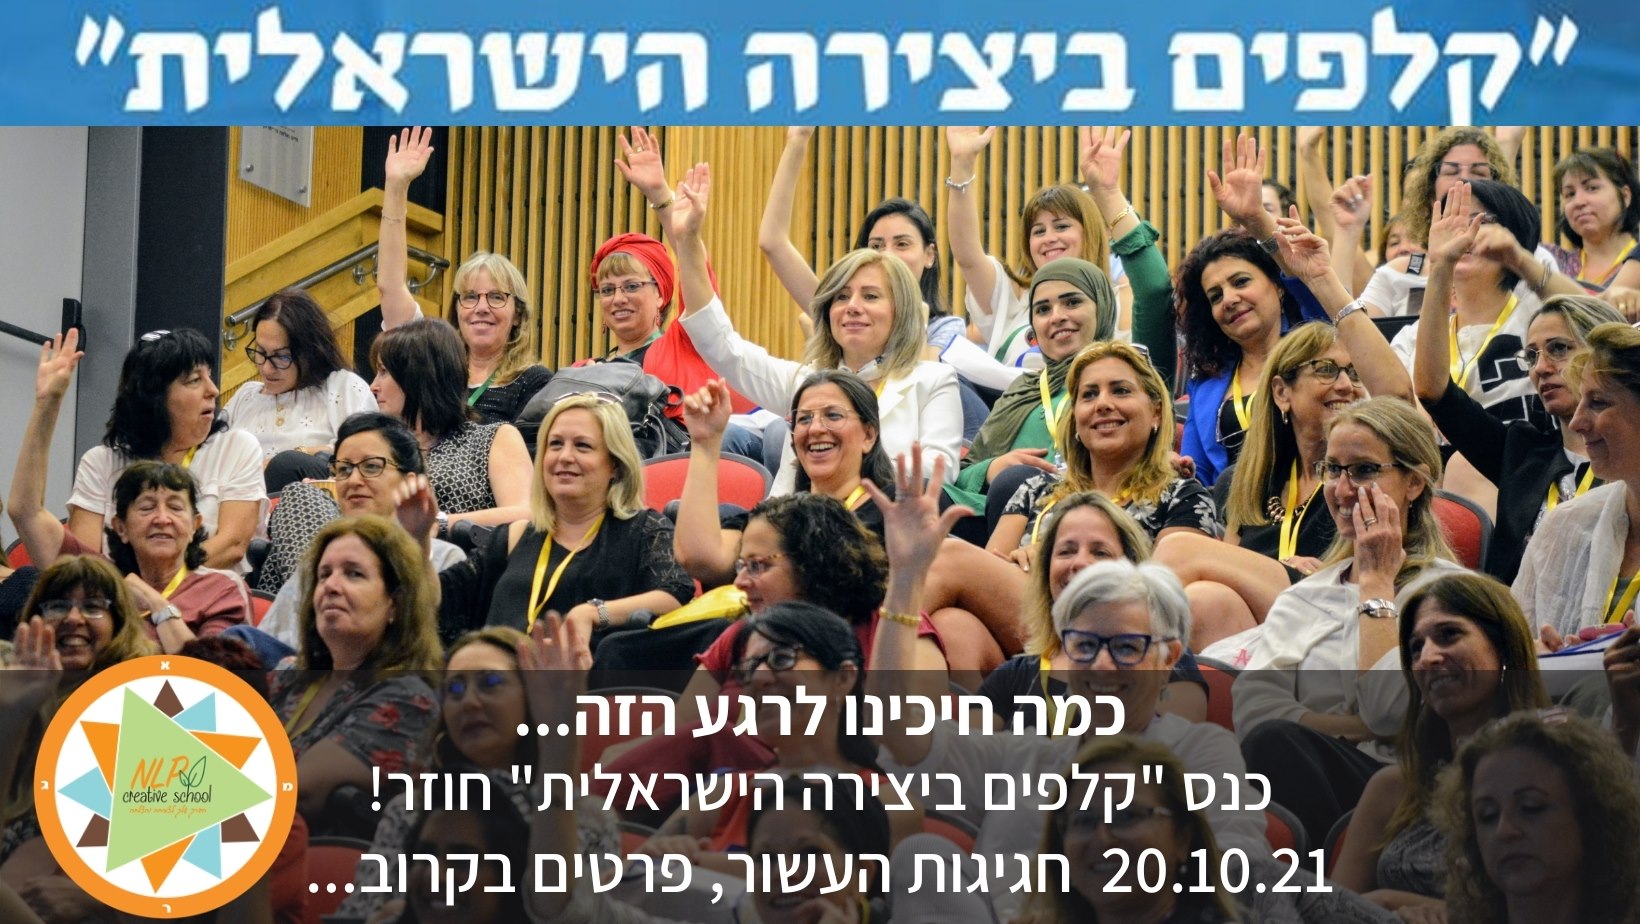 "קלפים ביצירה הישראלית"
כמה חיכינו לרגע הזה...
כנס "קלפים ביצירה הישראלית" חוזר!
20.10.21 חגיגות העשור, פרטים בקרוב...
א
מ
ג
ר
NLP
creative school